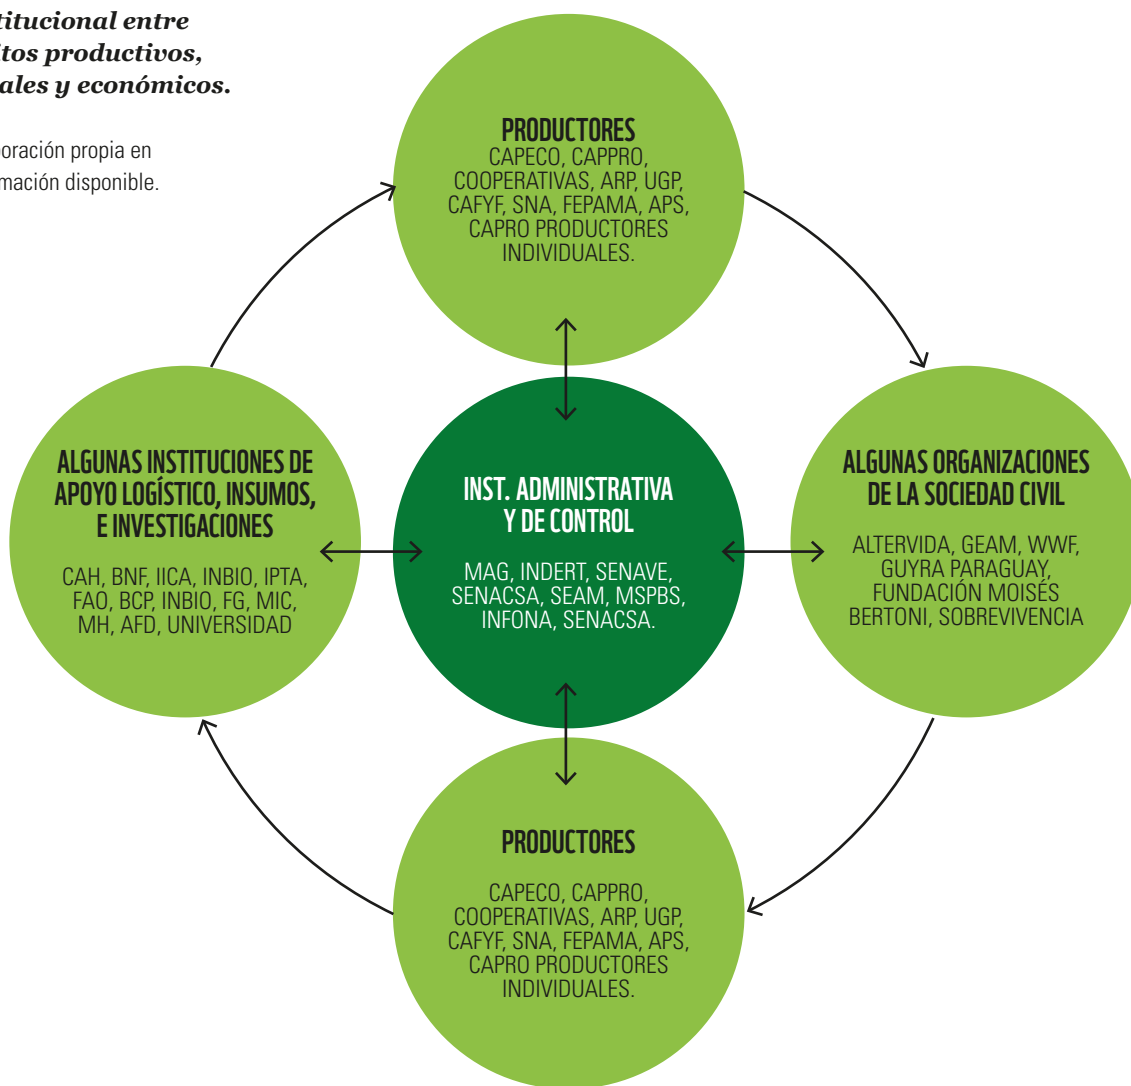 titucional entre
itos productivos,
ales y económicos.
oración propia en
mación disponible.
PRODUCTORES
CAPECO, CAPPRO,
COOPERATIVAS, ARP, UGP,
CAFYF, SNA, FEPAMA, APS,
CAPRO PRODUCTORES
INDIVIDUALES.
ALGUNAS INSTITUCIONES DE
APOYO LOGÍSTICO, INSUMOS,
E INVESTIGACIONES
CAH, BNF, IICA, INBIO, IPTA,
FAO, BCP, INBIO, FG, MIC,
MH, AFD, UNIVERSIDAD
INST. ADMINISTRATIVA
Y DE CONTROL
MAG, INDERT, SENAVE,
SENACSA, SEAM, MSPBS,
INFONA, SENACSA.
ALGUNAS ORGANIZACIONES
DE LA SOCIEDAD CIVIL
ALTERVIDA, GEAM, WWF,
GUYRA PARAGUAY,
FUNDACIÓN MOISÉS
BERTONI, SOBREVIVENCIA
PRODUCTORES
CAPECO, CAPPRO,
COOPERATIVAS, ARP, UGP,
CAFYF, SNA, FEPAMA, APS,
CAPRO PRODUCTORES
INDIVIDUALES.